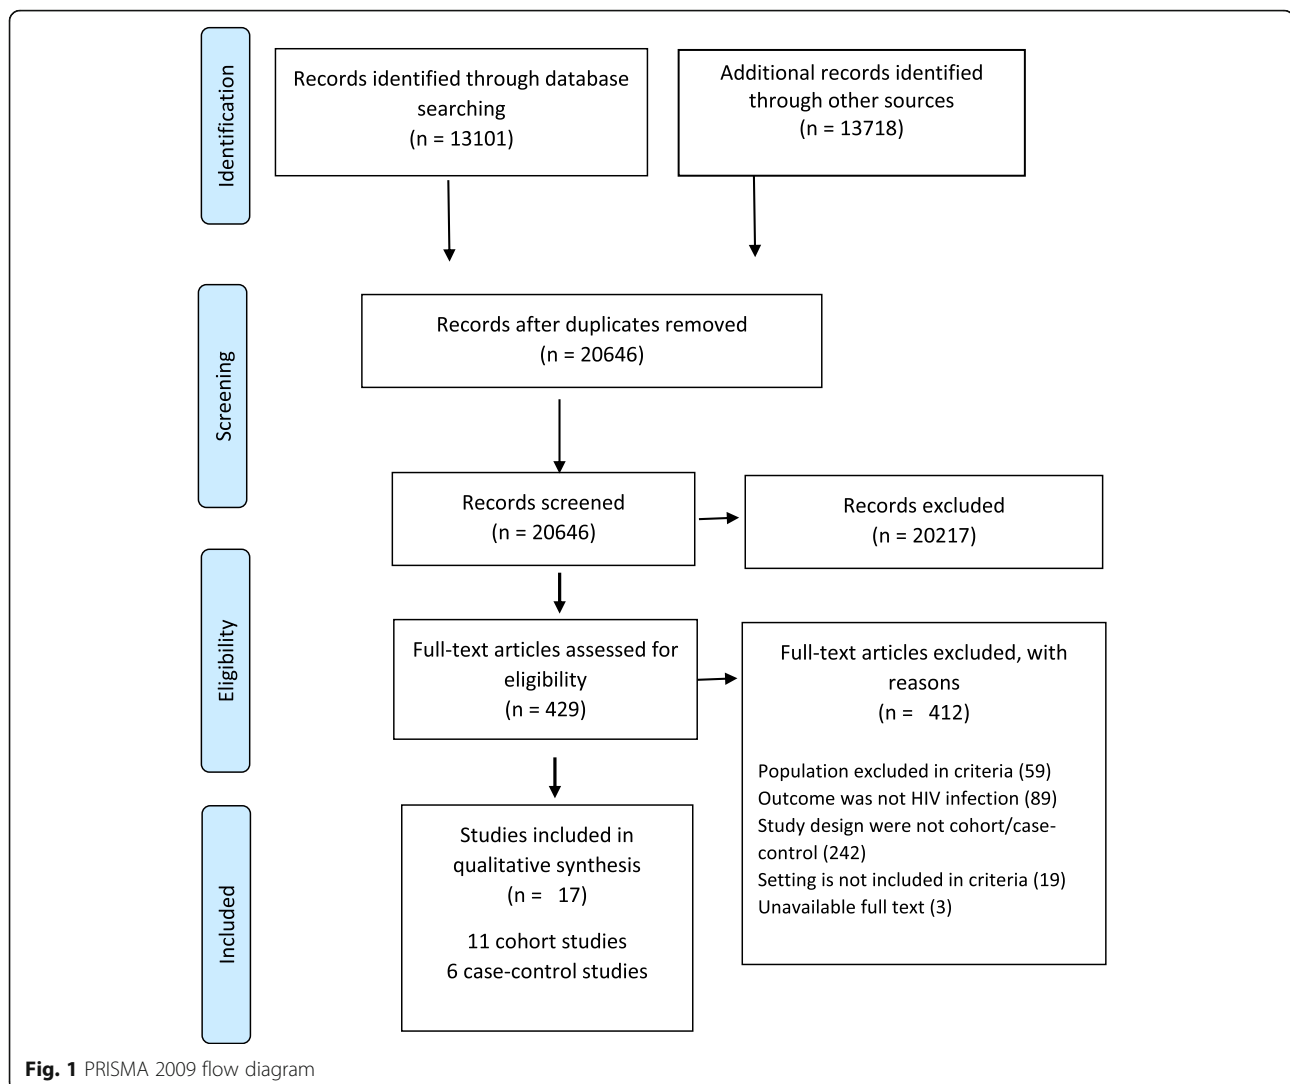 Identification
Records identified through database
searching
(n = 13101)
Additional records identified
through other sources
(n = 13718)
Screening
Records after duplicates removed
(n = 20646)
Records screened
(n = 20646)
Records excluded
(n = 20217)
Eligibility
Full-text articles assessed for
eligibility
(n = 429)
Full-text articles excluded, with
reasons
(n = 412)
Population excluded in criteria (59)
Outcome was not HIV infection (89)
Study design were not cohort/case-
control (242)
Setting is not included in criteria (19)
Unavailable full text (3)
Included
Studies included in
qualitative synthesis
(n = 17)
11 cohort studies
6 case-control studies
Fig. 1 PRISMA 2009 flow diagram